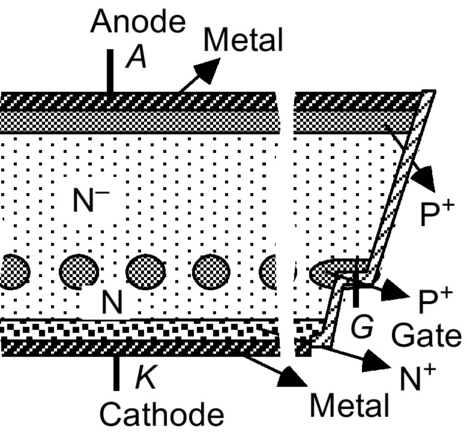 Anode
A
Metal
N⁻
P⁺
N
P⁺
G
Gate
K
N⁺
Cathode
Metal